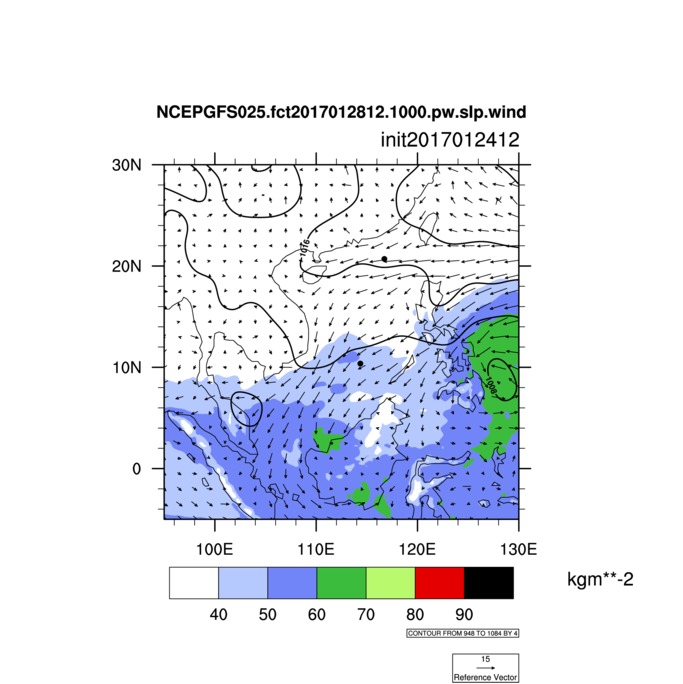 NCEPGFS025.fct2017012812.1000.pw.slp.wind
init2017012412
30N
20N
10N
0
1016
1008
100E 110E 120E 130E
40 50 60 70 80 90
kgm**-2
CONTOUR FROM 948 TO 1084 BY 4
15
Reference Vector